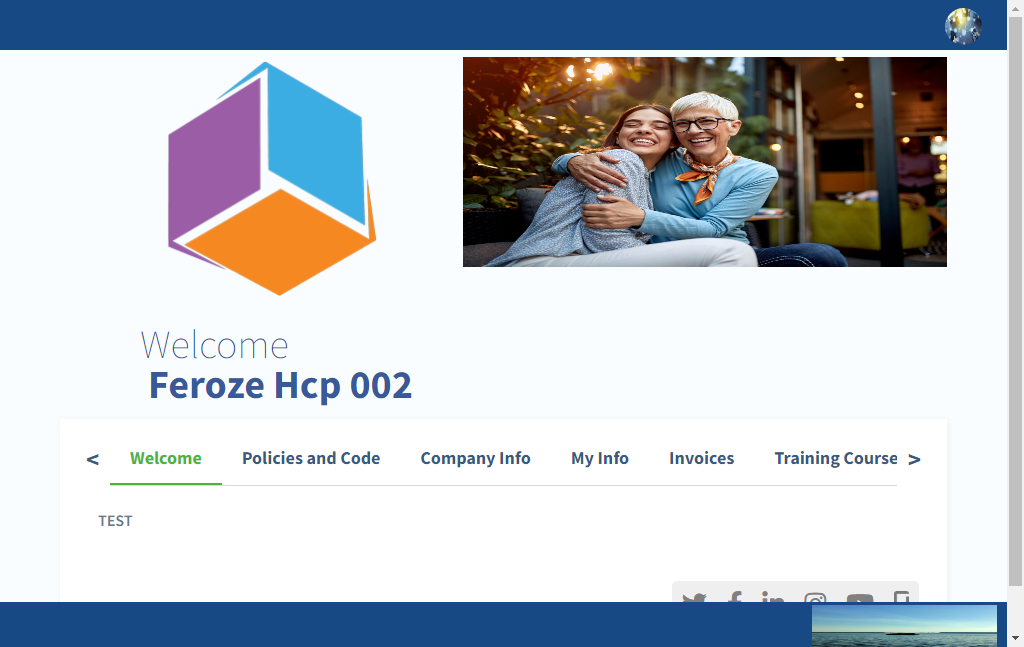 Welcome
Feroze Hcp 002
< Welcome Policies and Code Company Info My Info Invoices Training Course >
TEST